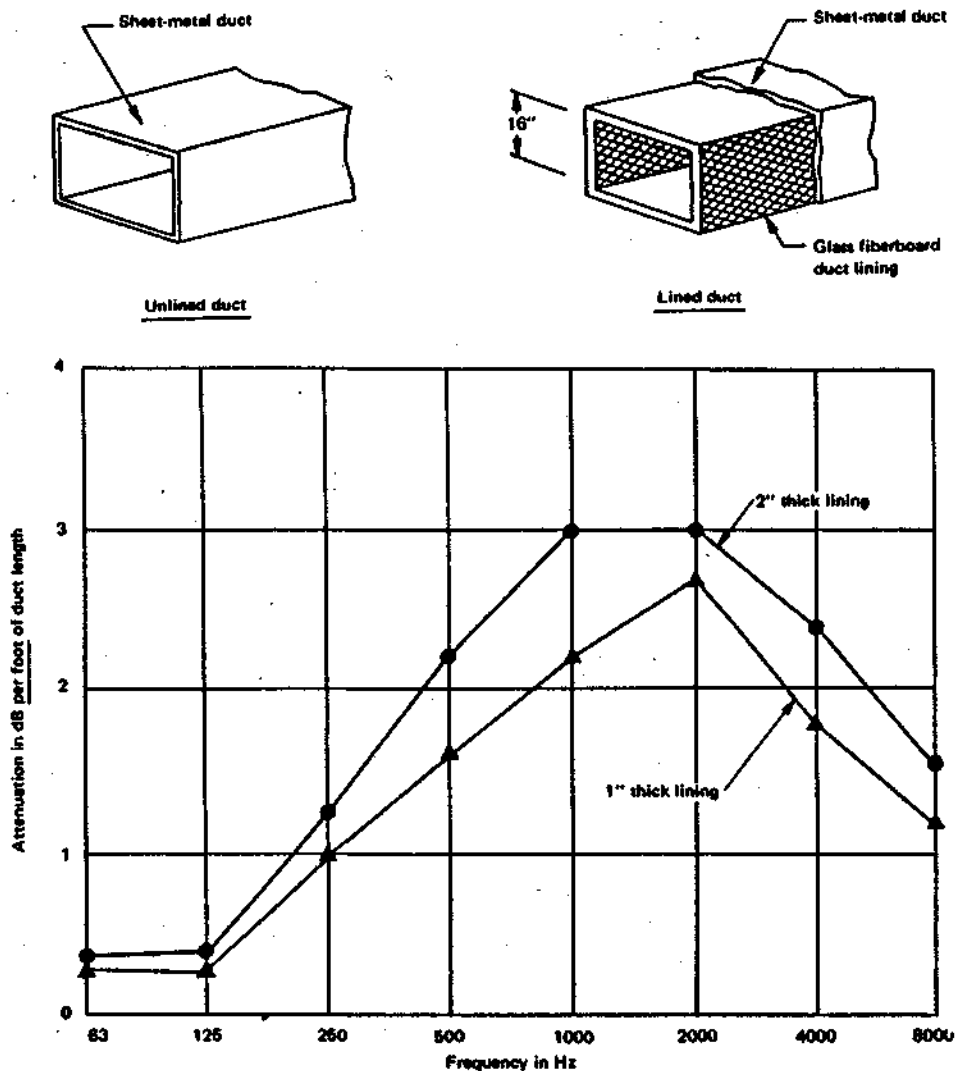 Sheet-metal duct
Sheet-metal duct
16"
Glass fiberboard
duct lining
Unlined duct
Lined duct
4
3
2
1
0
Attenuation in dB per foot of duct length
2" thick lining
1" thick lining
63
125
250
500
1000
2000
4000
8000
Frequency in Hz